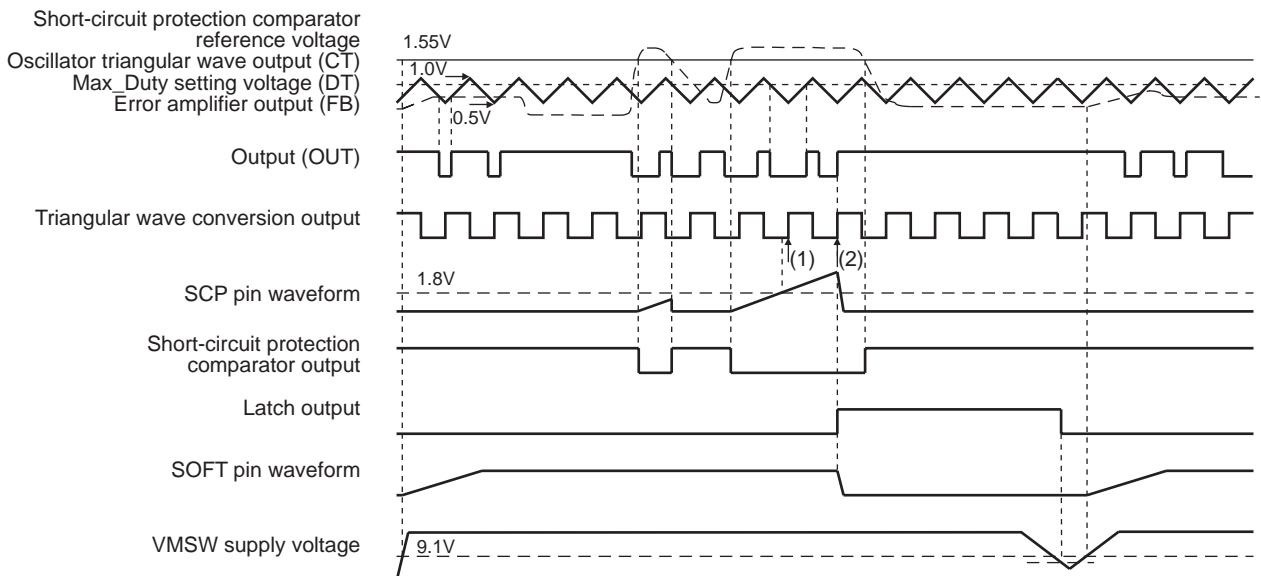 Short-circuit protection comparator
reference voltage
1.55V
Oscillator triangular wave output (CT)
1.0V
Max_Duty setting voltage (DT)
Error amplifier output (FB)
0.5V
Output (OUT)
Triangular wave conversion output
(1)
(2)
1.8V
SCP pin waveform
Short-circuit protection
comparator output
Latch output
SOFT pin waveform
VMSW supply voltage
9.1V